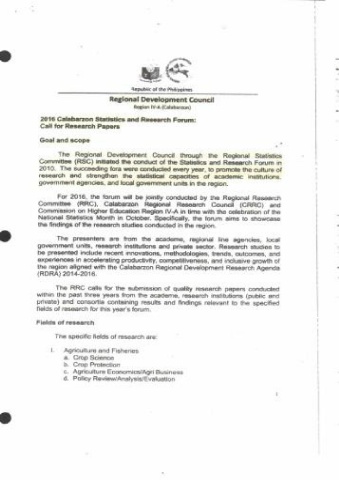 Republic of the Philippines
Regional Development Council
Region IV-A (Calabarzon)
2016 Calabarzon Statistics and Research Forum:
Call for Research Papers
Goal and scope
The Regional Development Council through the Regional Statistics
Committee (RSC) initiated the conduct of the Statistics and Research Forum in
2010. The succeeding fora were conducted every year, to promote the culture of
research and strengthen the statistical capacities of academic institutions,
government agencies, and local government units in the region.
For 2016, the forum will be jointly conducted by the Regional Research
Committee (RRC), Calabarzon Regional Research Council (CRRC) and
Commission on Higher Education Region IV-A in time with the celebration of the
National Statistics Month in October. Specifically, the forum aims to showcase
the findings of the research studies conducted in the region.
The presenters are from the academe, regional line agencies, local
government units, research institutions and private sector. Research studies to
be presented include recent innovations, methodologies, trends, outcomes, and
experiences in accelerating productivity, competitiveness, and inclusive growth of
the region aligned with the Calabarzon Regional Development Research Agenda
(RDRA) 2014-2016.
The RRC calls for the submission of quality research papers conducted
within the past three years from the academe, research institutions (public and
private) and consortia containing results and findings relevant to the specified
fields of research for this year's forum.
Fields of research
The specific fields of research are:
I. Agriculture and Fisheries
a. Crop Science
b. Crop Protection
c. Agriculture Economics/Agri Business
d. Policy Review/Analysis/Evaluation